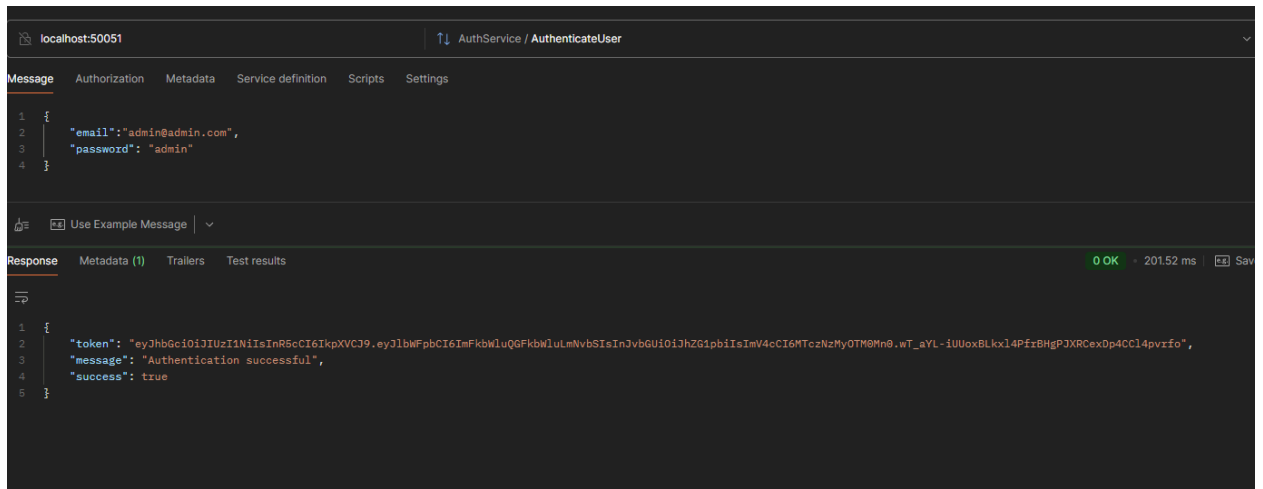 localhost:50051 AuthService / AuthenticateUser
Message Authorization Metadata Service definition Scripts Settings
1 {
2 "email":"admin@admin.com",
3 "password": "admin"
4 }
Use Example Message
Response Metadata (1) Trailers Test results 0 OK 201.52 ms Sav
1 {
2 "token": "eyJhbGciOiJIUzI1NiIsInR5cCI6IkpXVCJ9.eyJlbWFpbCI6ImFkbWluQGFkbWluLmNvbSIsInJvbGUiOiJhZG1pbiIsImV4cCI6MTczNzMyOTM0Mn0.wT_aYL-iUUoxBLkxl4PfrBHgPJXRCexDp4CCl4pvrfo",
3 "message": "Authentication successful",
4 "success": true
5 }